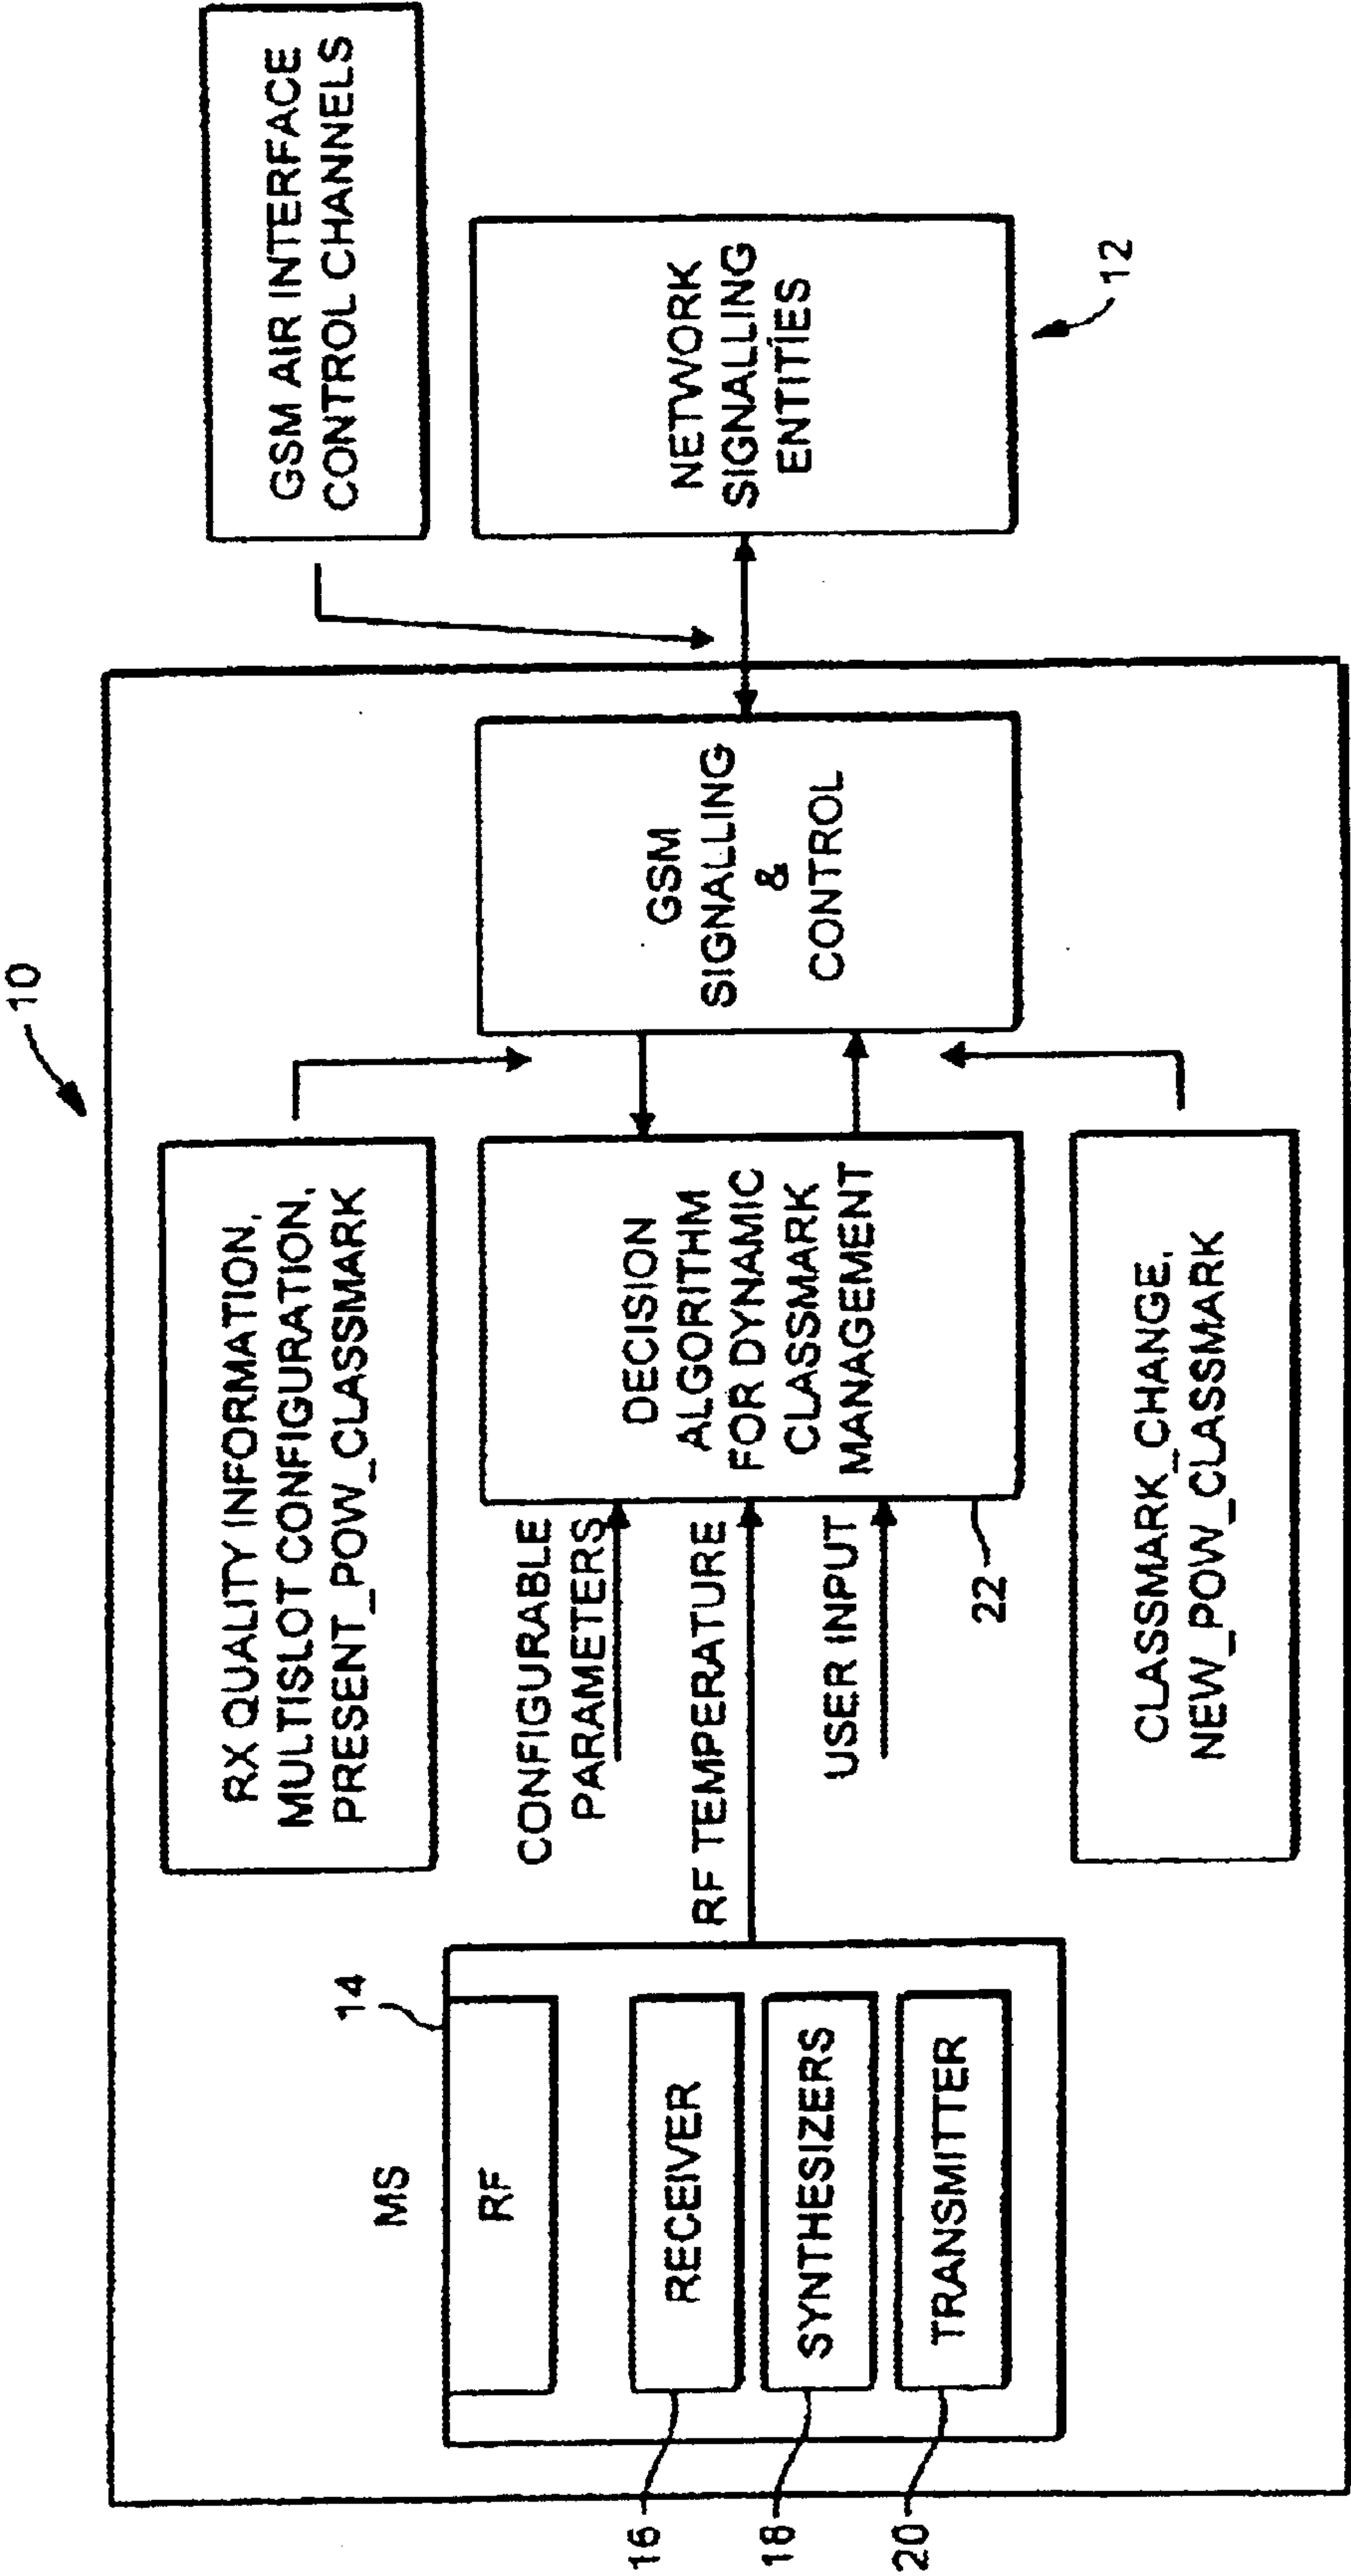 10
MS
14
RF
RECEIVER
SYNTHESIZERS
TRANSMITTER
16
18
20
RX QUALITY INFORMATION,
MULTISLOT CONFIGURATION,
PRESENT_POW_CLASSMARK
CONFIGURABLE
PARAMETERS
RF TEMPERATURE
USER INPUT
22
DECISION
ALGORITHM
FOR DYNAMIC
CLASSMARK
MANAGEMENT
CLASSMARK_CHANGE,
NEW_POW_CLASSMARK
GSM
SIGNALLING
&
CONTROL
GSM AIR INTERFACE
CONTROL CHANNELS
NETWORK
SIGNALLING
ENTITIES
12